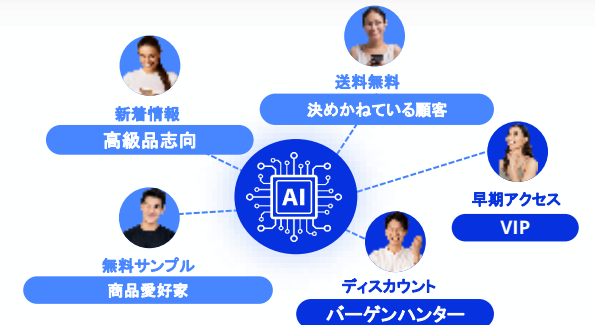 送料無料
決めかねている顧客
新着情報
高級品志向
AI
早期アクセス
VIP
無料サンプル
商品愛好家
ディスカウント
バーゲンハンター